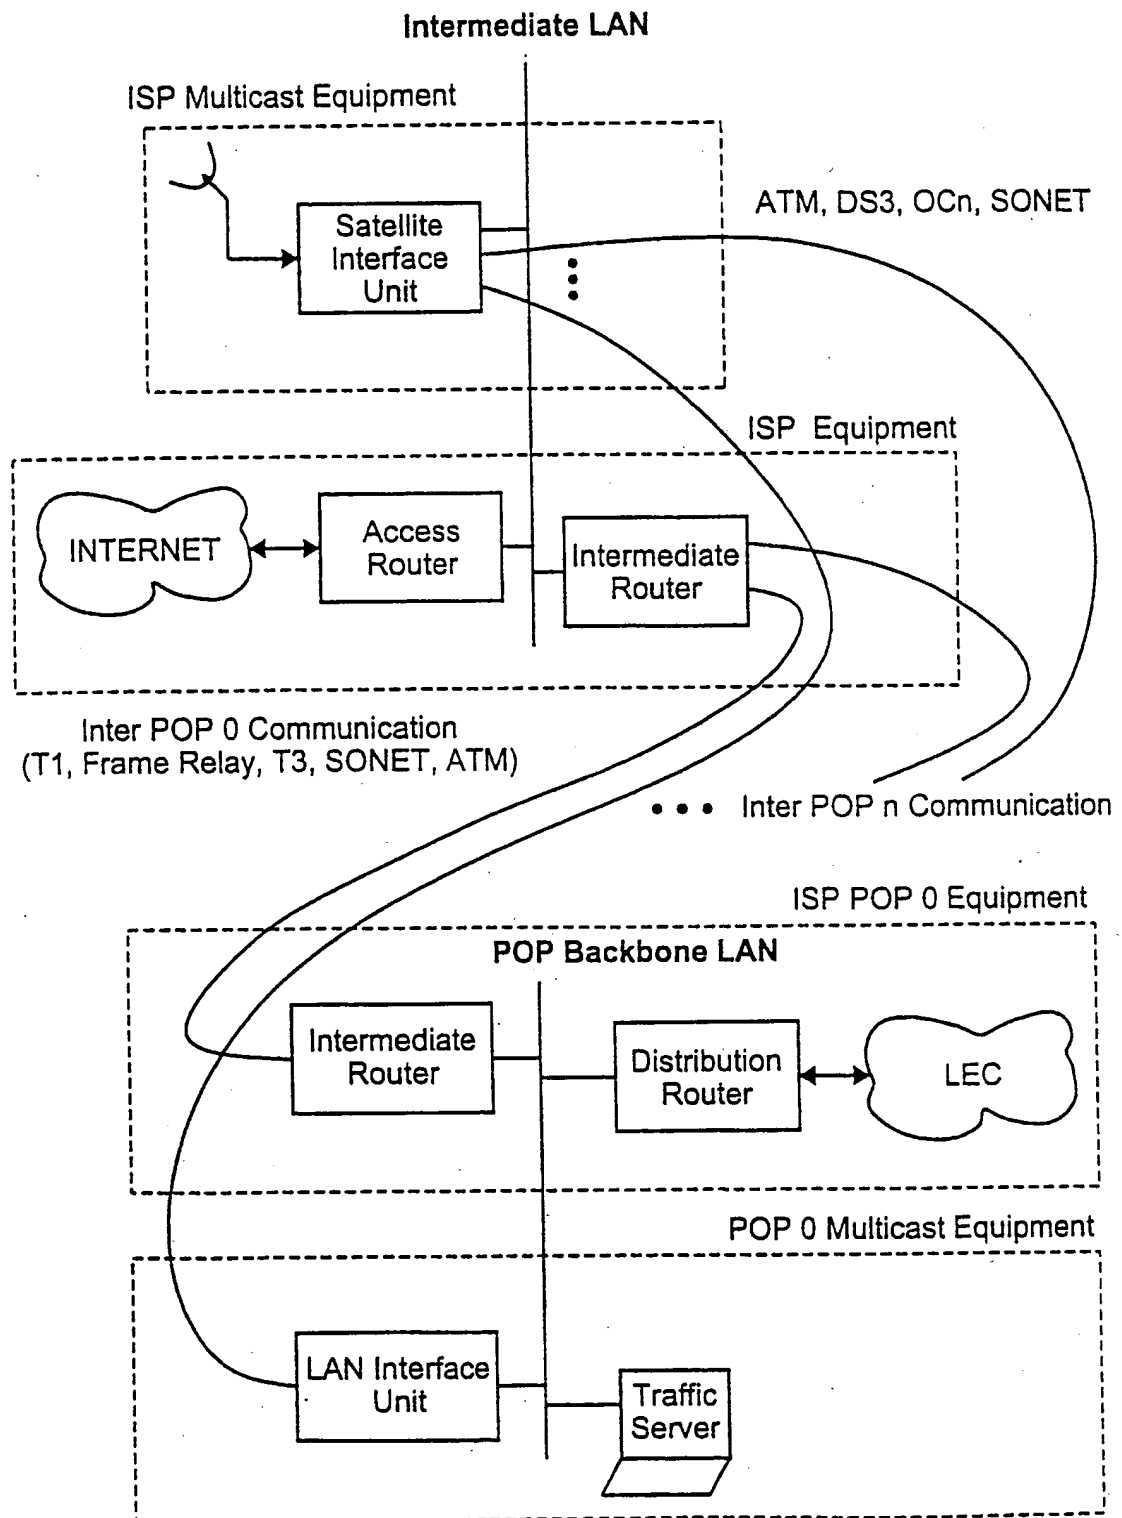 Intermediate LAN
ISP Multicast Equipment
ATM, DS3, OCn, SONET
Satellite
Interface
Unit
ISP Equipment
INTERNET
Access
Router
Intermediate
Router
Inter POP 0 Communication
(T1, Frame Relay, T3, SONET, ATM)
Inter POP n Communication
ISP POP 0 Equipment
POP Backbone LAN
Intermediate
Router
Distribution
Router
LEC
POP 0 Multicast Equipment
LAN Interface
Unit
Traffic
Server